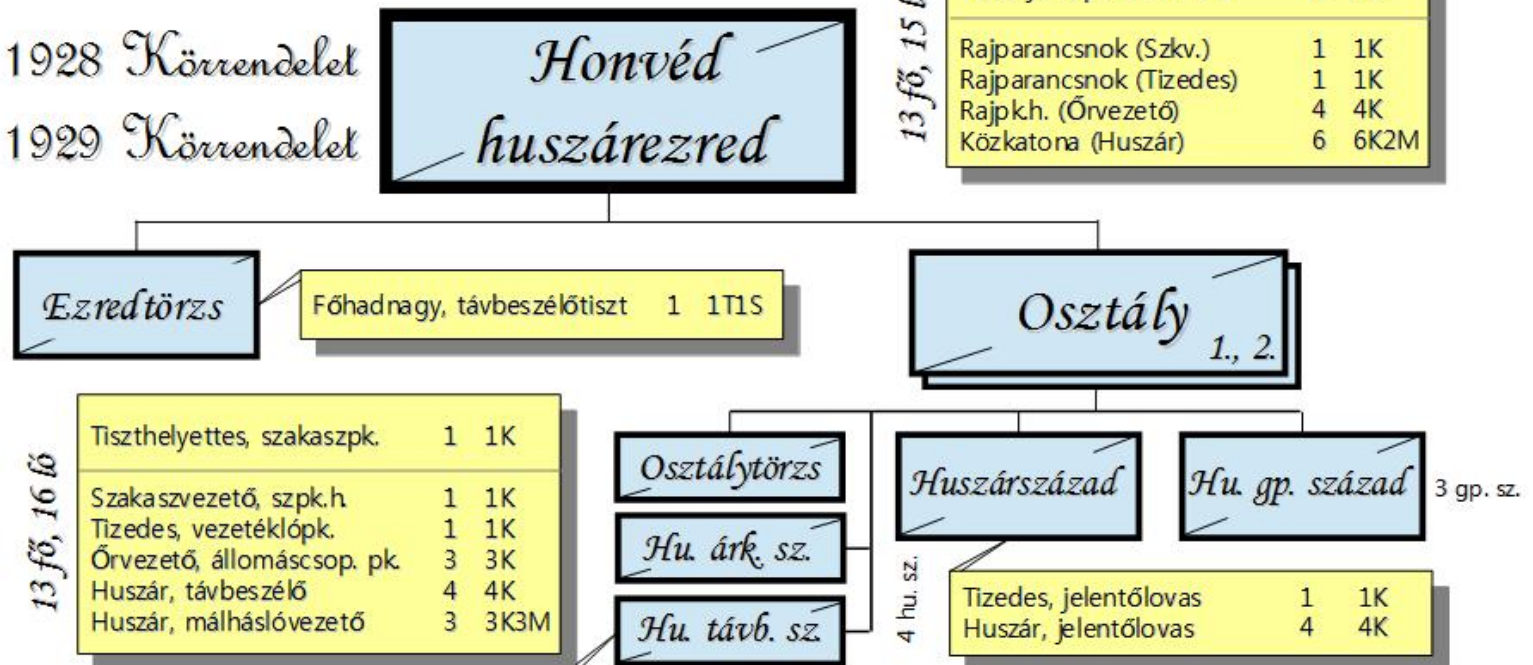 1928 Körrendelet
1929 Körrendelet
Honvéd
huszárezred
13 fő, 15
Rajparancsnok (Szkv.) 1 1K
Rajparancsnok (Tizedes) 1 1K
Rajpk.h. (Őrvezető) 4 4K
Közkatona (Huszár) 6 6K2M
Ezredtörzs
Főhadnagy, távbeszélőtiszt 1 1T1S
Osztály
1., 2.
13 fő, 16 ló
Tiszthelyettes, szakaszpk. 1 1K
Szakaszvezető, szpk.h. 1 1K
Tizedes, vezetéklópk. 1 1K
Őrvezető, állomáscsop. pk. 3 3K
Huszár, távbeszélő 4 4K
Huszár, málháslóvezető 3 3K3M
Osztálytörzs
Hu. árk. sz.
Hu. távb. sz.
Huszárszázad
4 hu. sz.
Hu. gp. század
3 gp. sz.
Tizedes, jelentőlovas 1 1K
Huszár, jelentőlovas 4 4K